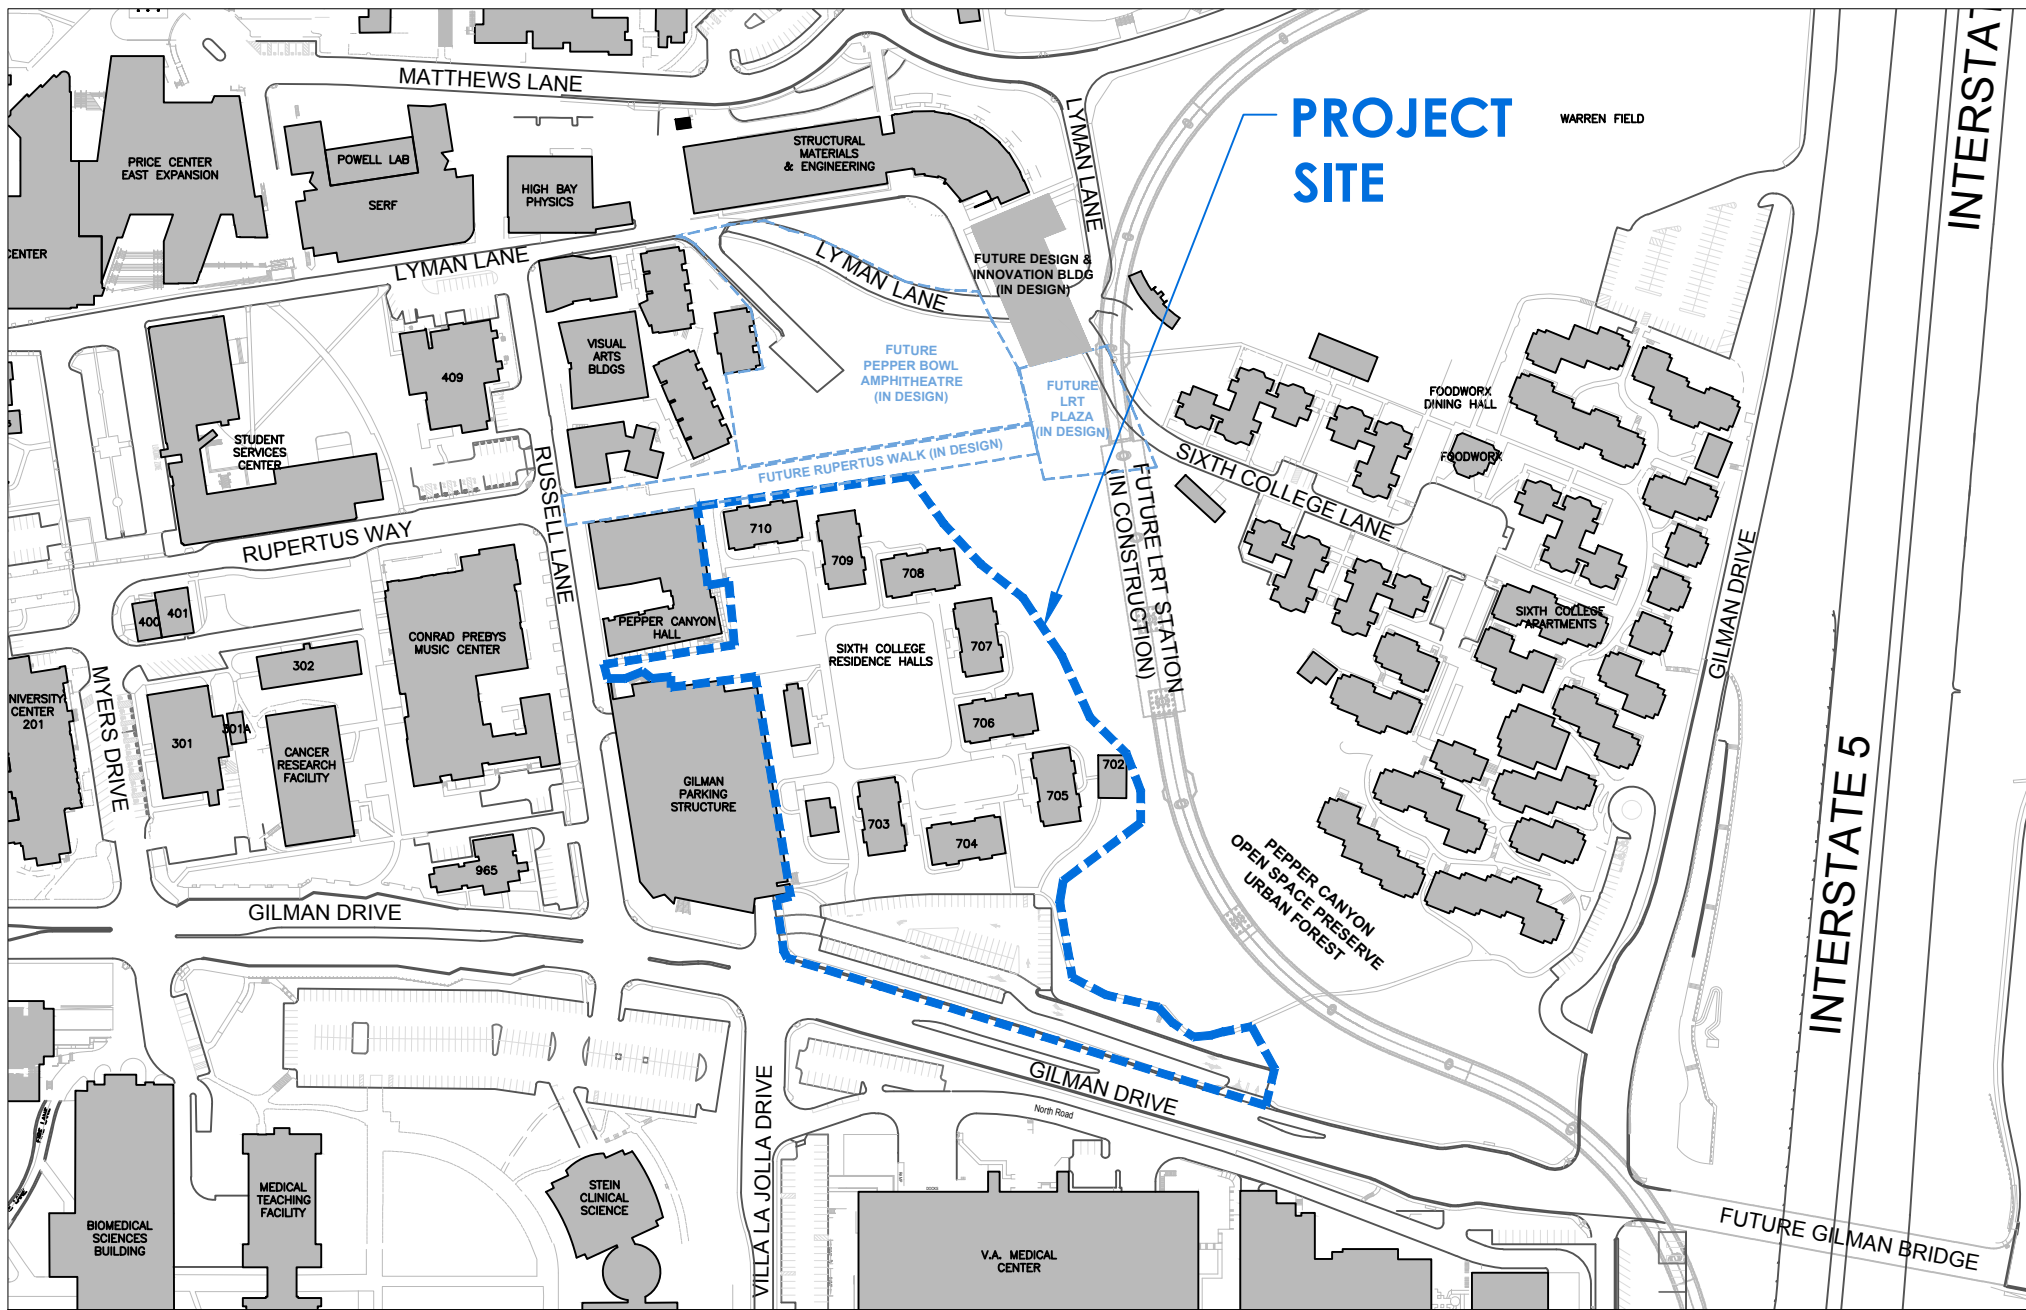 MATTHEWS LANE
PROJECT
SITE
WARREN FIELD
INTERSTAT
LYMAN LANE
PRICE CENTER
EAST EXPANSION
POWELL LAB
SERF
HIGH BAY
PHYSICS
STRUCTURAL
MATERIALS
& ENGINEERING
CENTER
LYMAN LANE
LYMAN LANE
FUTURE DESIGN &
INNOVATION BLDG
(IN DESIGN)
VISUAL
ARTS
BLDGS
409
FUTURE
PEPPER BOWL
AMPHITHEATRE
(IN DESIGN)
FUTURE
LRT
PLAZA
(IN DESIGN)
FOODWORX
DINING HALL
FOODWORX
STUDENT
SERVICES
CENTER
RUSSELL LANE
FUTURE RUPERTUS WALK (IN DESIGN)
SIXTH COLLEGE LANE
RUPERTUS WAY
FUTURE LRT STATION
(IN CONSTRUCTION)
710
709
708
707
706
705
702
703
704
SIXTH COLLEGE
RESIDENCE HALLS
PEPPER CANYON
HALL
400
401
302
CONRAD PREBYS
MUSIC CENTER
SIXTH COLLEGE
APARTMENTS
GILMAN DRIVE
NIVERSITY
CENTER
201
MYERS DRIVE
301
301A
CANCER
RESEARCH
FACILITY
GILMAN
PARKING
STRUCTURE
965
INTERSTATE 5
PEPPER CANYON
OPEN SPACE PRESERVE
URBAN FOREST
GILMAN DRIVE
GILMAN DRIVE
North Road
VILLA LA JOLLA DRIVE
FIRE LANE
BIOMEDICAL
SCIENCES
BUILDING
MEDICAL
TEACHING
FACILITY
STEIN
CLINICAL
SCIENCE
V.A. MEDICAL
CENTER
FUTURE GILMAN BRIDGE